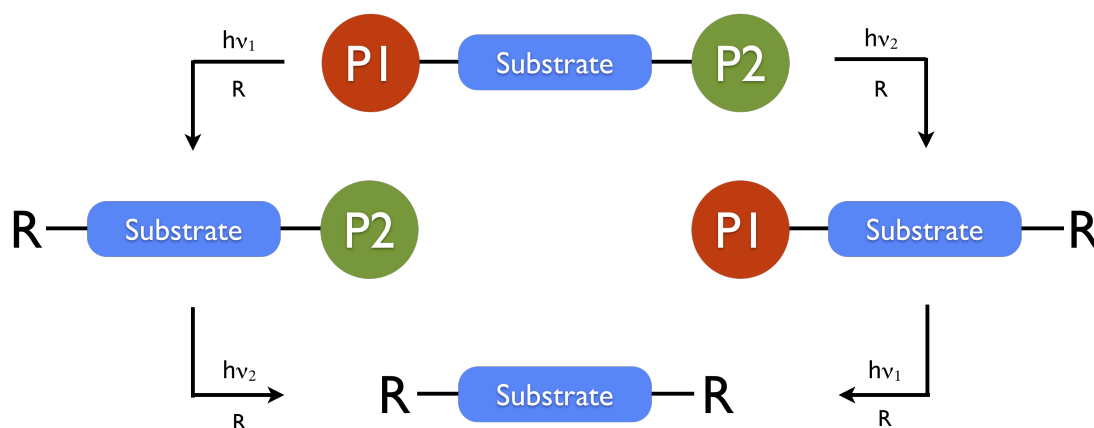 hν₁
R
P1
Substrate
P2
hν₂
R
R
Substrate
P2
P1
Substrate
R
hν₂
R
R
Substrate
R
hν₁
R